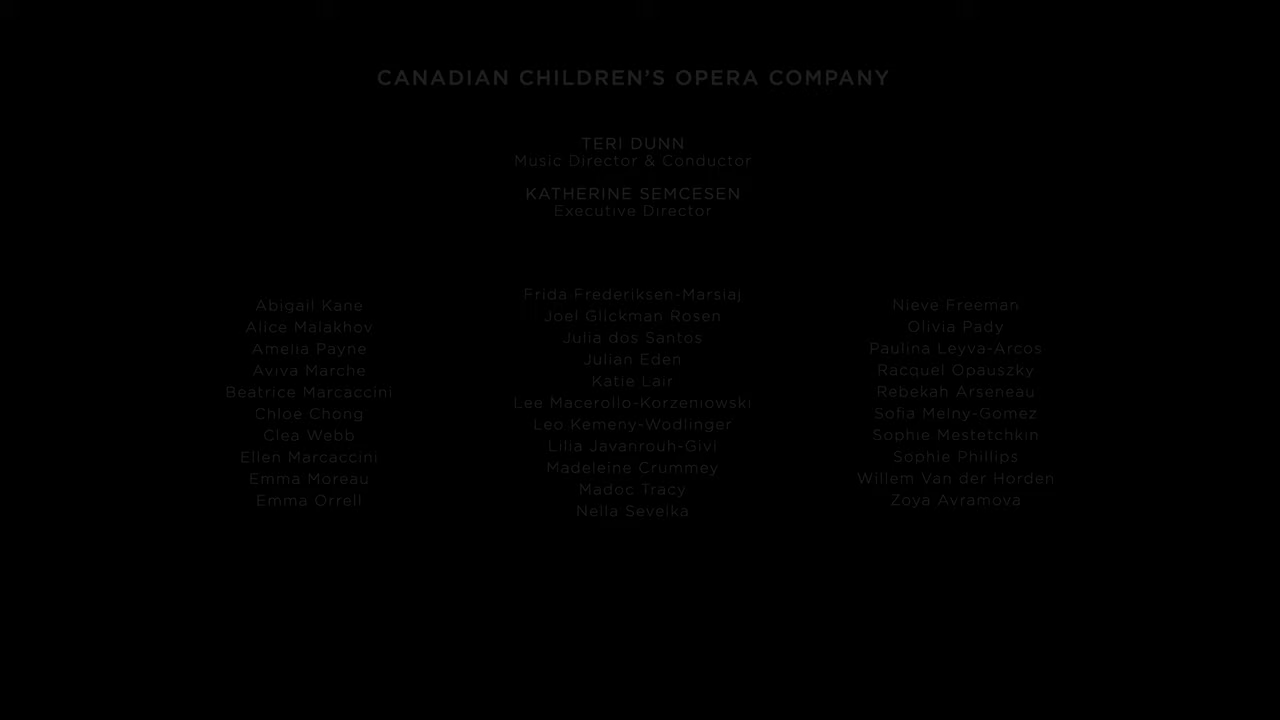 CANADIAN CHILDREN’S OPERA COMPANY
TERI DUNN
Music Director & Conductor
KATHERINE SEMCESEN
Executive Director
Abigail Kane
Alice Malakhov
Amelia Payne
Aviva Marche
Beatrice Marcaccini
Chloe Chong
Clea Webb
Ellen Marcaccini
Emma Moreau
Emma Orrell
Frida Frederiksen-Marsiaj
Joel Glickman Rosen
Julia dos Santos
Julian Eden
Katie Lair
Lee Macerollo-Korzeniowski
Leo Kemeny-Wodlinger
Lilia Javanrouh-Givi
Madeleine Crummey
Madoc Tracy
Nella Sevelka
Nieve Freeman
Olivia Pady
Paulina Leyva-Arcos
Racquel Opauszky
Rebekah Arseneau
Sofia Melny-Gomez
Sophie Mestetchkin
Sophie Phillips
Willem Van der Horden
Zoya Avramova